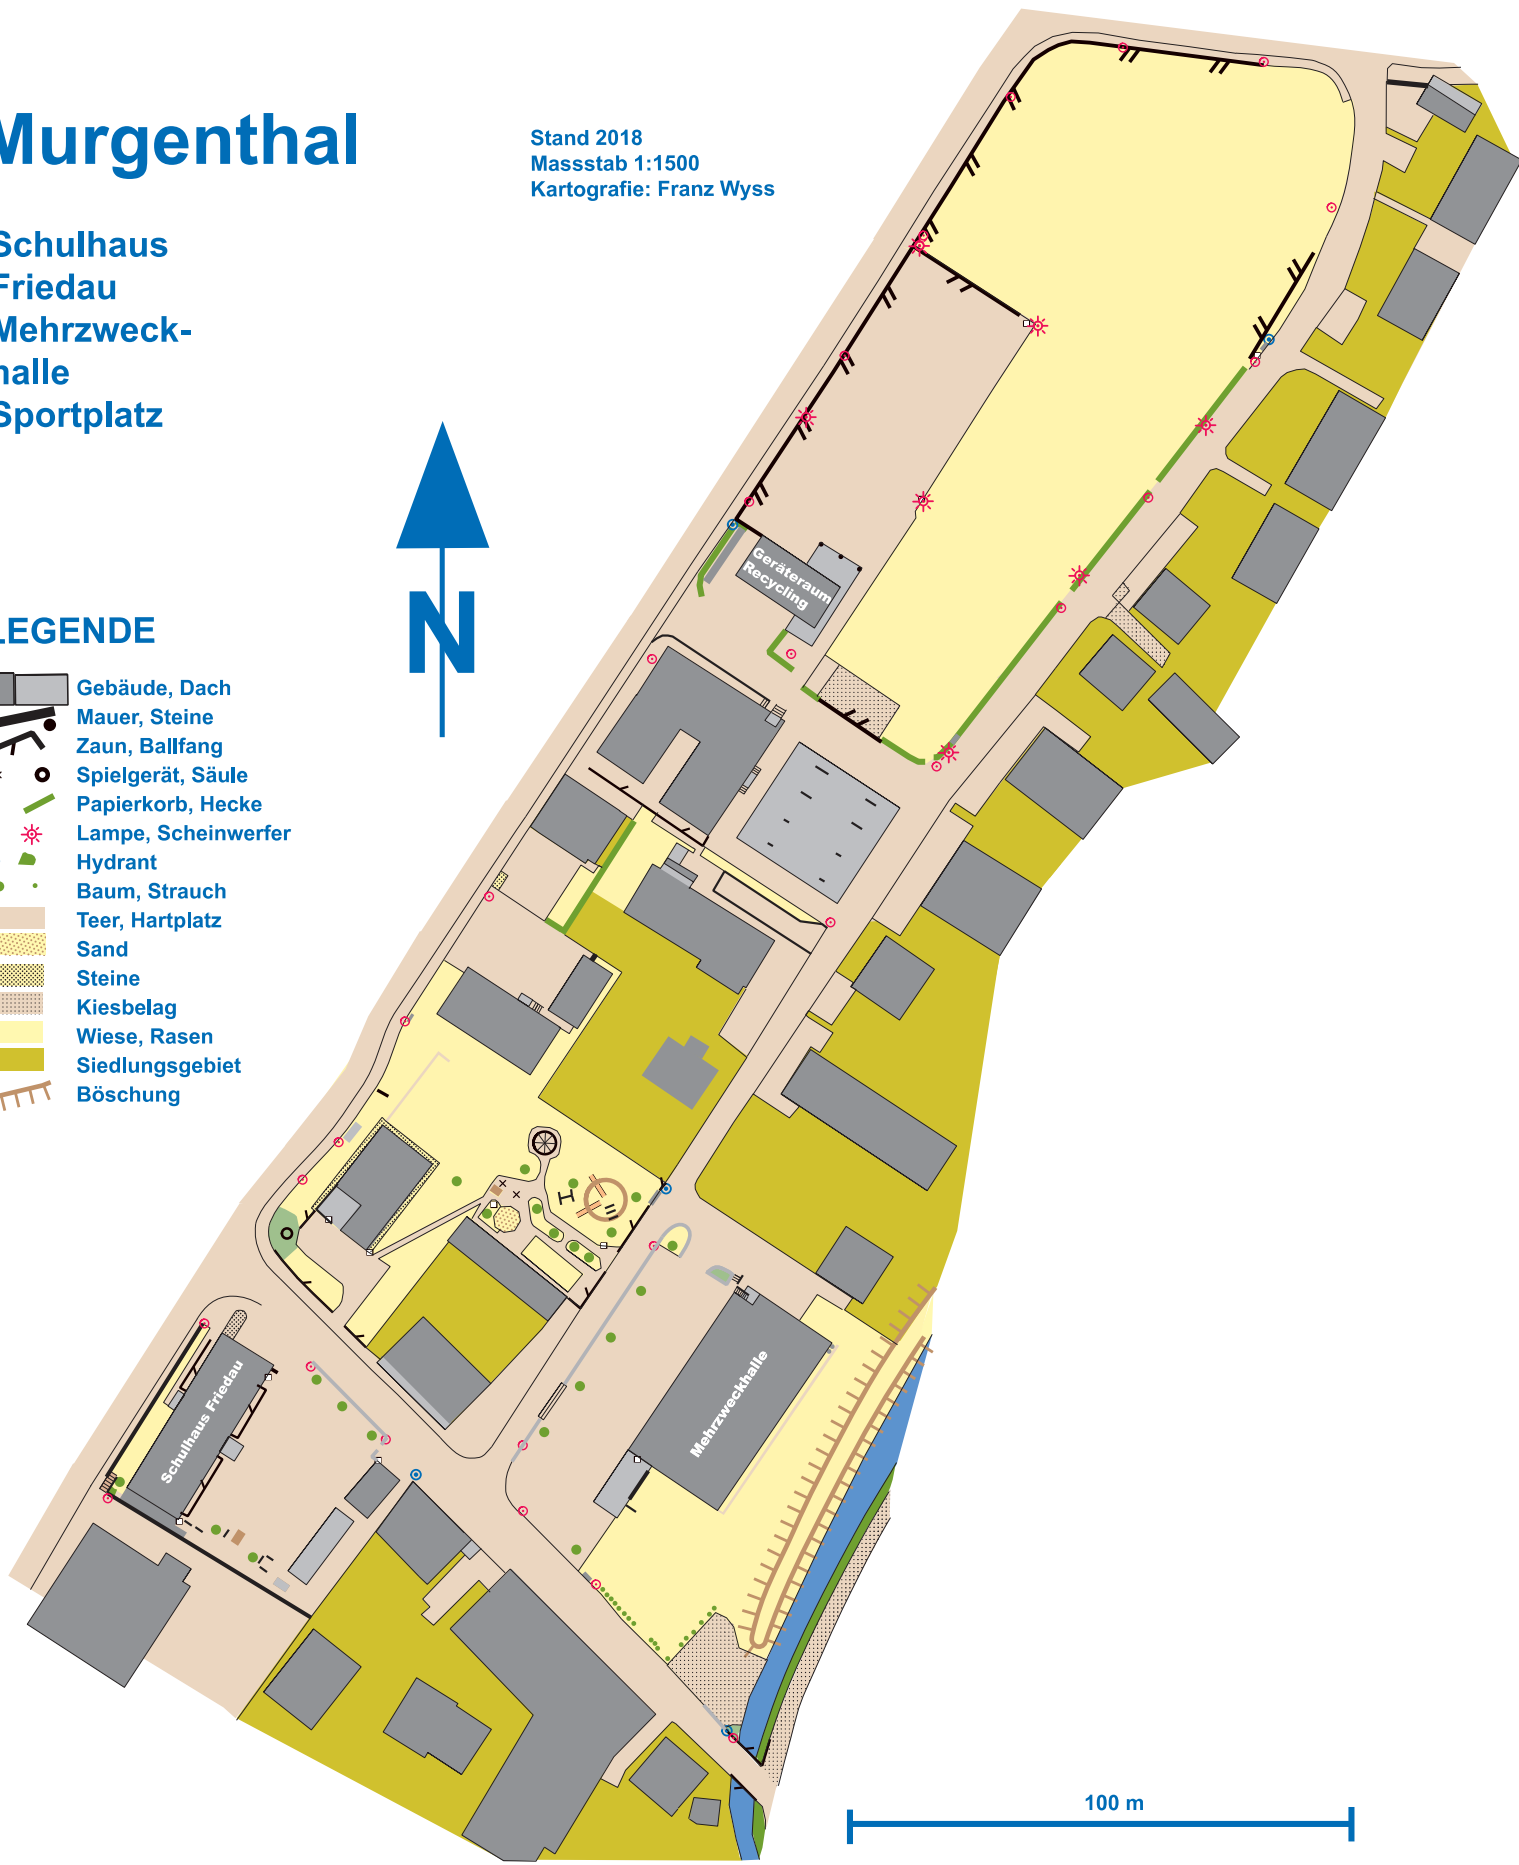 Murgenthal
Stand 2018
Massstab 1:1500
Kartografie: Franz Wyss
Schulhaus
Friedau
Mehrzweck-
halle
Sportplatz
N
LEGENDE
Gebäude, Dach
Mauer, Steine
Zaun, Ballfang
Spielgerät, Säule
Papierkorb, Hecke
Lampe, Scheinwerfer
Hydrant
Baum, Strauch
Teer, Hartplatz
Sand
Steine
Kiesbelag
Wiese, Rasen
Siedlungsgebiet
Böschung
Geräteraum
Recycling
Schulhaus Friedau
Mehrzweckhalle
100 m